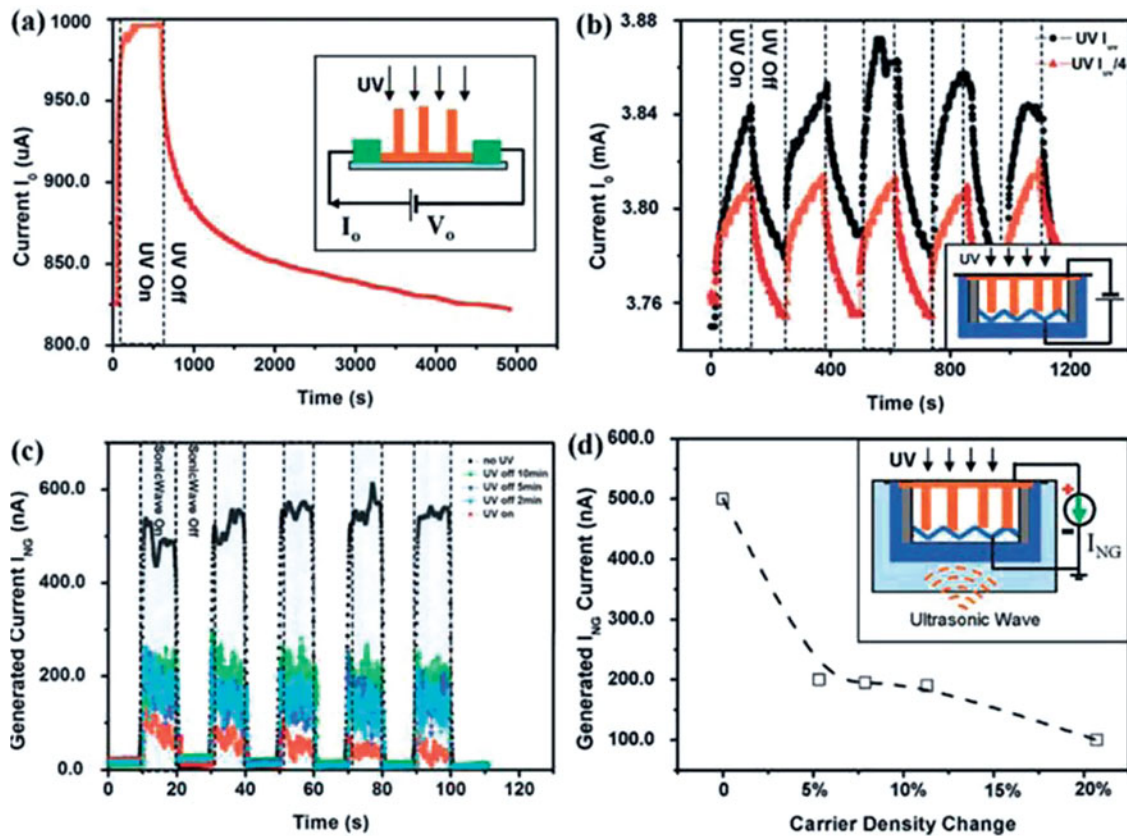 (a)
1000
950.0
900.0
850.0
800.0
Current I₀ (uA)
UV On
UV Off
UV
Iₒ
Vₒ
0
1000
2000
3000
4000
5000
Time (s)
(b)
3.88
3.84
3.80
3.76
Current I₀ (mA)
UV On
UV Off
UV Iᵤᵥ
UV Iᵤᵥ/4
UV
0
400
800
1200
Time (s)
(c)
600.0
400.0
200.0
0.0
Generated Current I_NG (nA)
SonicWave On
SonicWave Off
no UV
UV off 10min
UV off 5min
UV off 2min
UV on
0
20
40
60
80
100
120
Time (s)
(d)
600.0
500.0
400.0
300.0
200.0
100.0
Generated I_NG Current (nA)
UV
+
-
I_NG
Ultrasonic Wave
0
5%
10%
15%
20%
Carrier Density Change